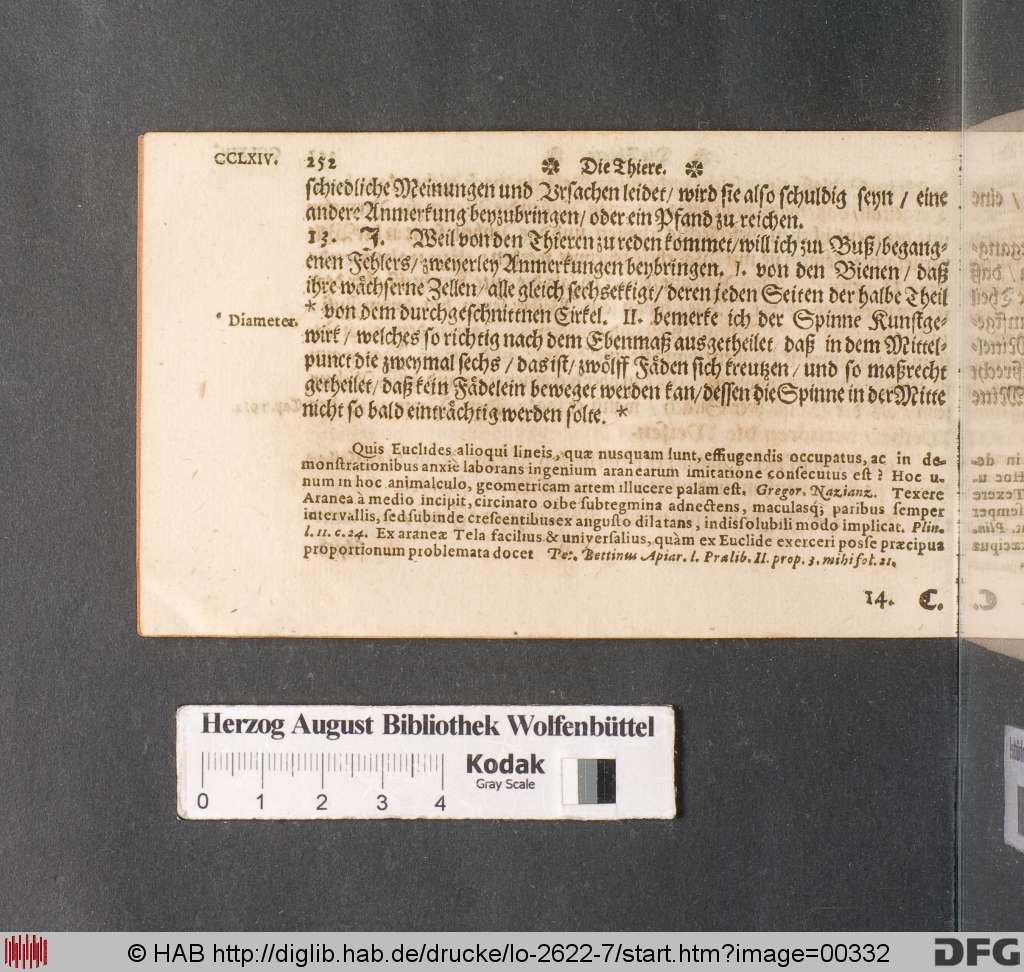 CCLXIV. 252 Die Thiere.
schiedliche Meinungen und Ursachen leidet / wird sie also schuldig seyn / eine
andere Anmerkung beyzubringen / oder ein Pfand zu reichen.
13. J. Weil von den Thieren zu reden kommet / will ich zur Buß / begang-
enen Fehlers / zweyerley Anmerkungen beybringen. I. von den Bienen / daß
ihre wächserne Zellen / alle gleich sechsekkigt / deren jeden Seiten der halbe Theil
* Diameter. * von dem durchgeschnittnen Cirkel. II. bemerke ich der Spinne Kunstge-
wirk / welches so richtig nach dem Ebenmaß ausgetheilet daß in dem Mittel-
punct die zweymal sechs / das ist / zwölff Fäden sich kreutzen / und so maßrecht
getheilet / daß kein Fädelein beweget werden kan / dessen die Spinne in der Mitte
nicht so bald einträchtig werden solte. *
Quis Euclides alioqui lineis, quæ nusquam sunt, effiugendis occupatus, ac in de-
monstrationibus anxiè laborans ingenium aranearum imitatione consecutus est? Hoc u-
num in hoc animalculo, geometricam artem illucere palam est. Gregor. Nazianz. Texere
Aranea à medio incipit, circinato orbe subtegmina adnectens, maculasq; paribus semper
intervallis, sed subinde crescentibus ex angusto dilatans, indissolubili modo implicat. Plin.
l. 11. c. 24. Ex araneæ Tela facilius & universalius, quàm ex Euclide exerceri posse præcipua
proportionum problemata docet Pet. Bettinus Apiar. l. Prælib. II. prop. 3. mihi fol. 21.
14. C.
Herzog August Bibliothek Wolfenbüttel
Kodak
Gray Scale
0 1 2 3 4
© HAB http://diglib.hab.de/drucke/lo-2622-7/start.htm?image=00332
DFG